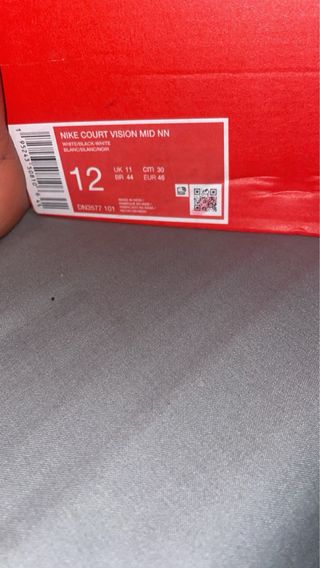 NIKE COURT VISION MID NN
WHITE/BLACK-WHITE
BLANC/BLANC/NOIR
12
UK 11 cm 30
BR 44 EUR 46
DN3577 101